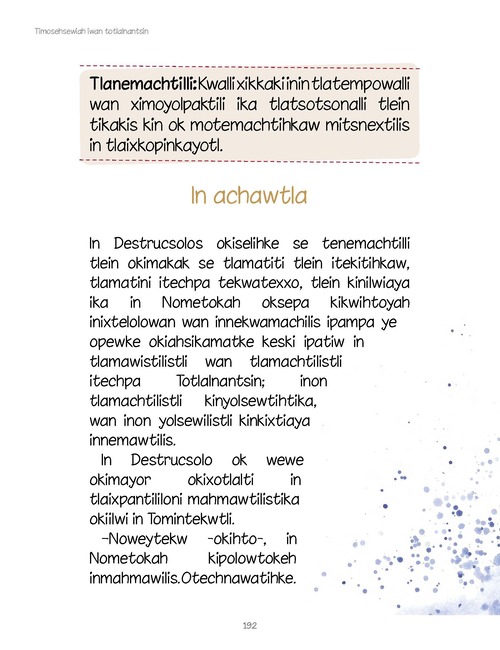 Timosehsewiah iwan totlalnantsin
Tlanemachtilli: Kwalli xikkaki inin tlatempowalli
wan ximoyolpaktili ika tlatsotsonalli tlein
tikakis kin ok motemachtihkaw mitsnextilis
in tlaixkopinkayotl.
In achawtla
In Destrucsolos okiselihke se tenemachtilli
tlein okimakak se tlamatiti tlein itekitihkaw,
tlamatini itechpa tekwatexxo, tlein kinilwiaya
ika in Nometokah oksepa kikwihtoyah
inixtelolowan wan innekwamachilis ipampa ye
opewke okiahsikamatke keski ipatiw in
tlamawistilistli wan tlamachtilistli
itechpa Totlalnantsin; inon
tlamachtilistli kinyolsewtihtika,
wan inon yolsewilistli kinkixtiaya
innemawtilis.
In Destrucsolo ok wewe
okimayor okixotlalti in
tlaixpantililoni mahmawtilistika
okiilwi in Tomintekwtli.
–Noweytekw -okihto-, in
Nometokah kipolowtokeh
inmahmawilis. Otechnawatihke.
192